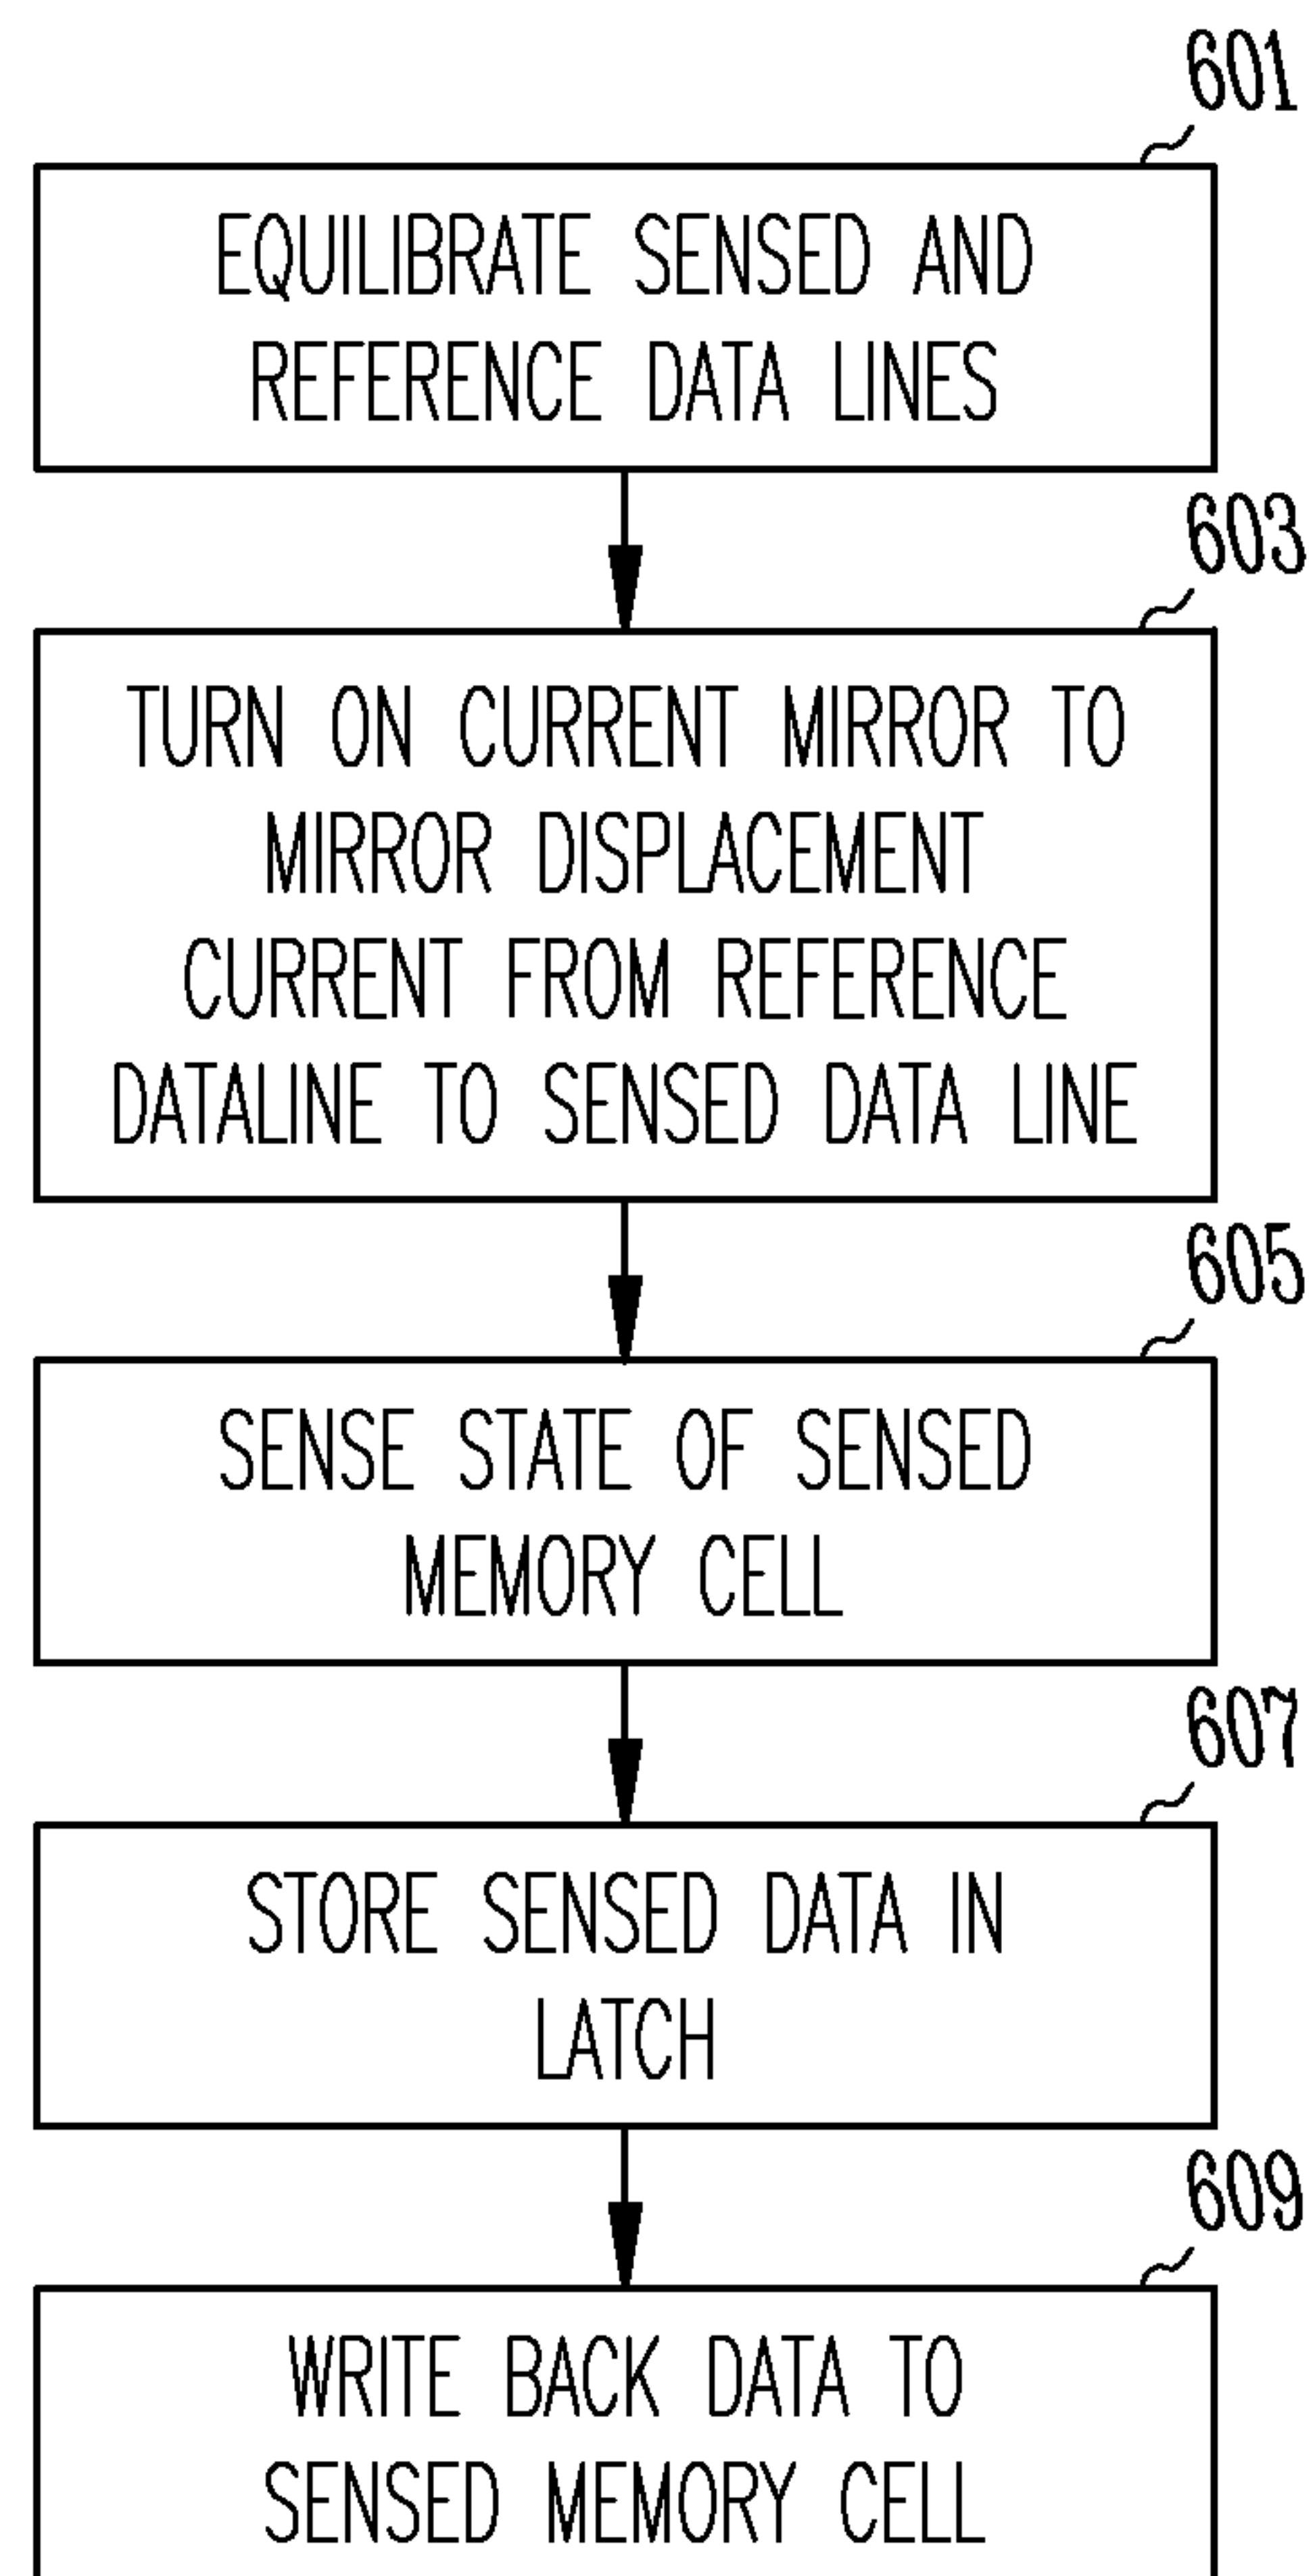 601
EQUILIBRATE SENSED AND
REFERENCE DATA LINES
603
TURN ON CURRENT MIRROR TO
MIRROR DISPLACEMENT
CURRENT FROM REFERENCE
DATALINE TO SENSED DATA LINE
605
SENSE STATE OF SENSED
MEMORY CELL
607
STORE SENSED DATA IN
LATCH
609
WRITE BACK DATA TO
SENSED MEMORY CELL